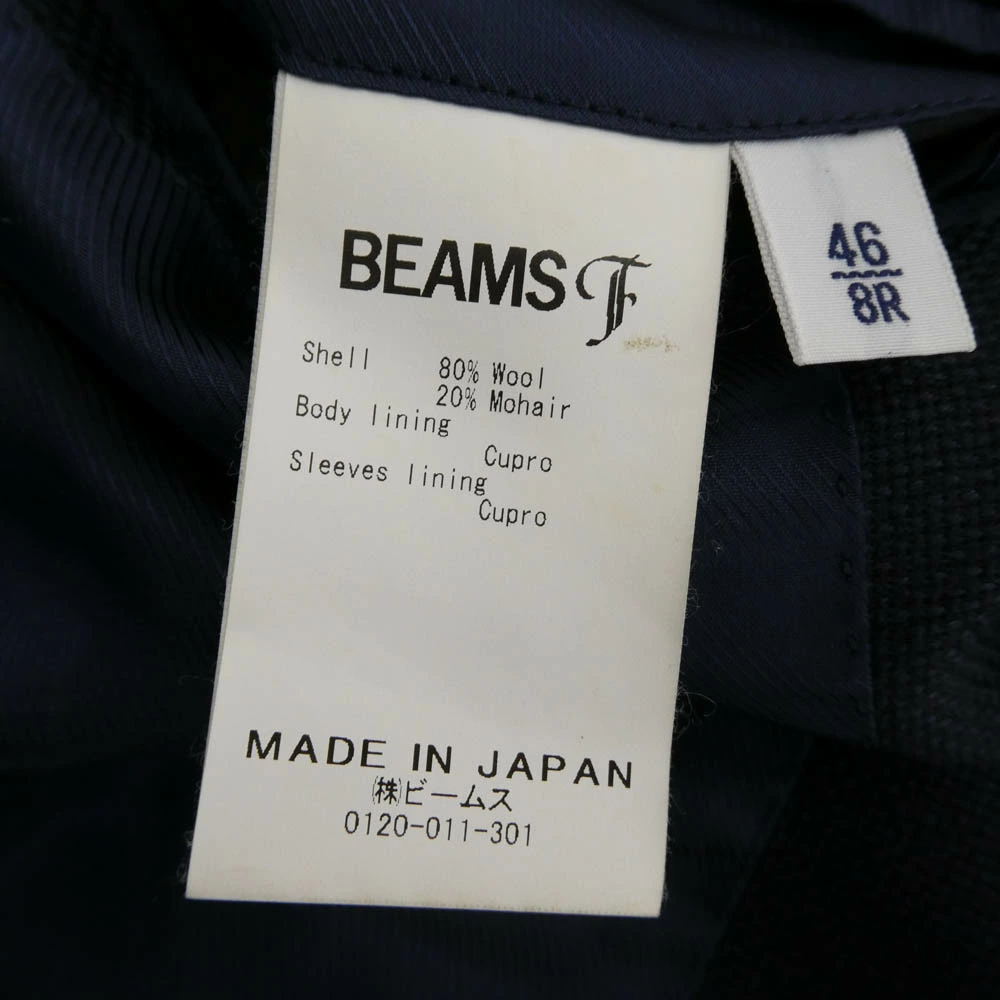 BEAMS F
Shell 80% Wool
20% Mohair
Body lining
Cupro
Sleeves lining
Cupro
MADE IN JAPAN
㈱ビームス
0120-011-301
46
8R